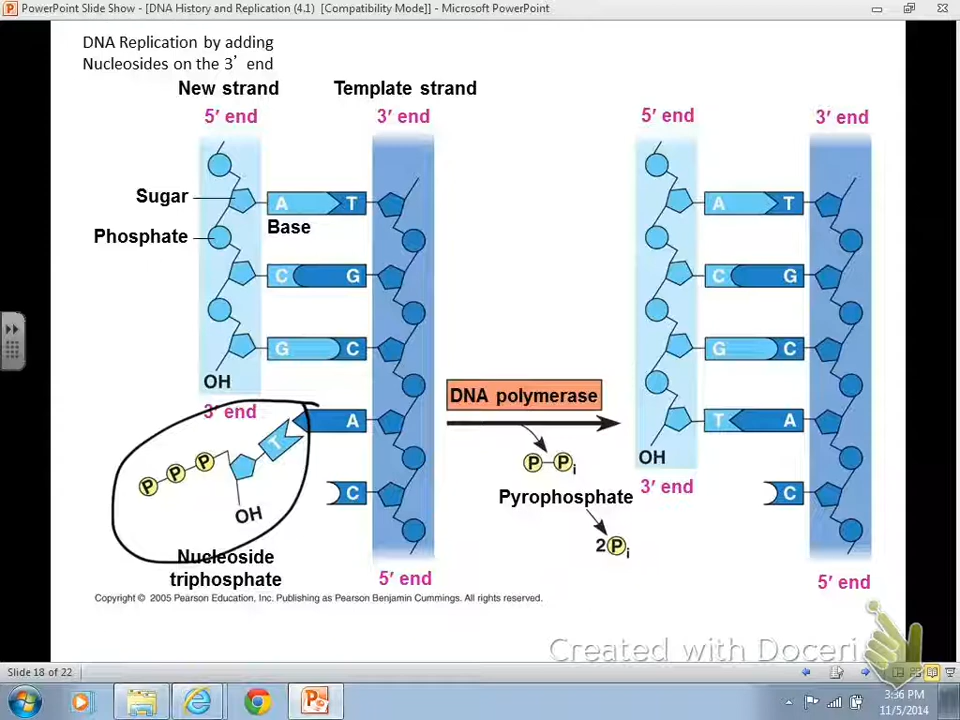 PowerPoint Slide Show - [DNA History and Replication (4.1) [Compatibility Mode]] - Microsoft PowerPoint
DNA Replication by adding
Nucleosides on the 3’ end
New strand
Template strand
5′ end
3′ end
5′ end
3′ end
Sugar
A
T
A
T
Base
Phosphate
C
G
C
G
G
C
G
C
OH
3′ end
DNA polymerase
T
A
T
A
P
P
P
OH
P
Pi
OH
3′ end
C
Pyrophosphate
C
OH
2 Pi
Nucleoside
triphosphate
5′ end
5′ end
Copyright © 2005 Pearson Education, Inc. Publishing as Pearson Benjamin Cummings. All rights reserved.
Created with Doceri
Slide 18 of 22
3:36 PM
11/5/2014